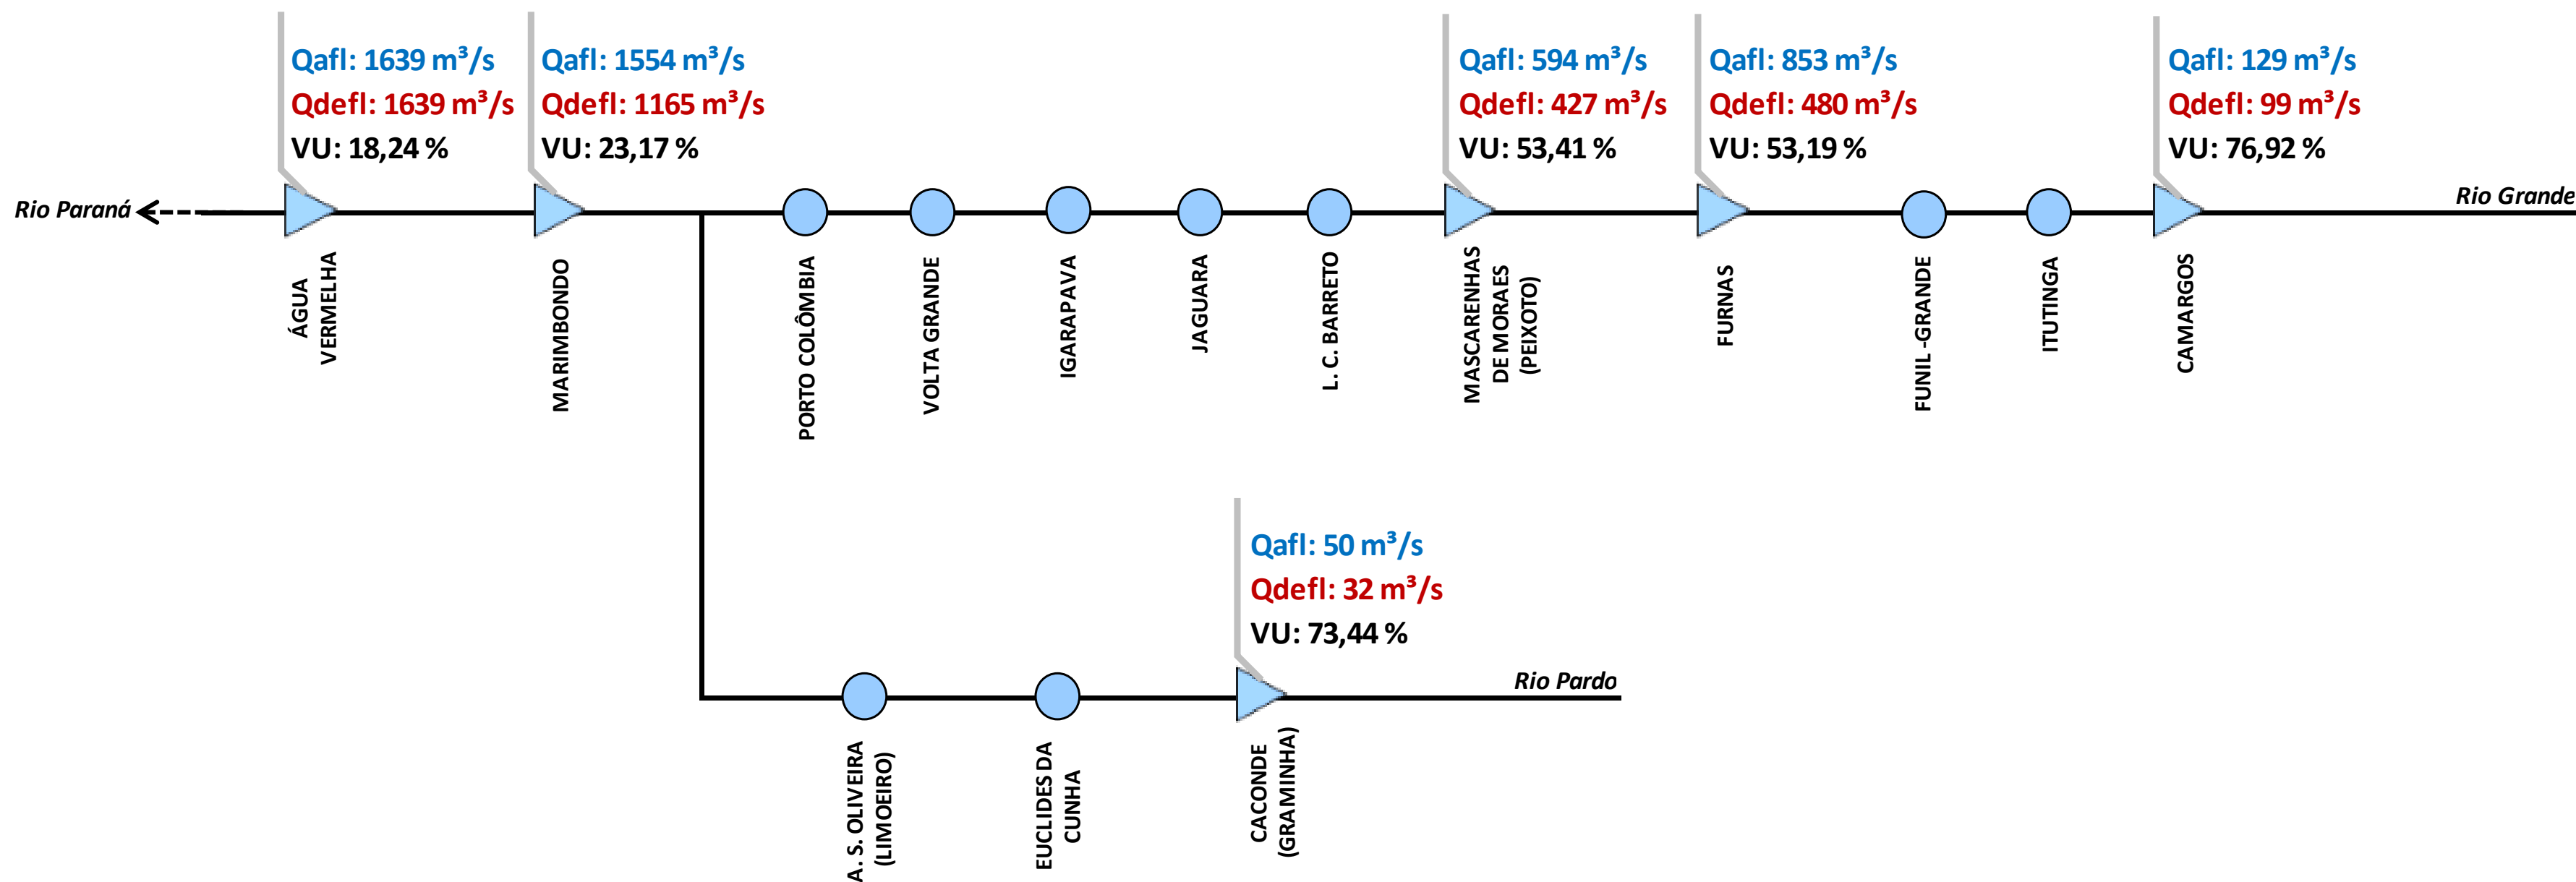 Qafl: 1639 m³/s
Qdefl: 1639 m³/s
VU: 18,24 %
Qafl: 1554 m³/s
Qdefl: 1165 m³/s
VU: 23,17 %
Qafl: 594 m³/s
Qdefl: 427 m³/s
VU: 53,41 %
Qafl: 853 m³/s
Qdefl: 480 m³/s
VU: 53,19 %
Qafl: 129 m³/s
Qdefl: 99 m³/s
VU: 76,92 %
Rio Paraná
Rio Grande
ÁGUA
VERMELHA
MARIMBONDO
PORTO COLÔMBIA
VOLTA GRANDE
IGARAPAVA
JAGUARA
L. C. BARRETO
MASCARENHAS
DE MORAES
(PEIXOTO)
FURNAS
FUNIL -GRANDE
ITUTINGA
CAMARGOS
Qafl: 50 m³/s
Qdefl: 32 m³/s
VU: 73,44 %
Rio Pardo
A. S. OLIVEIRA
(LIMOEIRO)
EUCLIDES DA
CUNHA
CACONDE
(GRAMINHA)